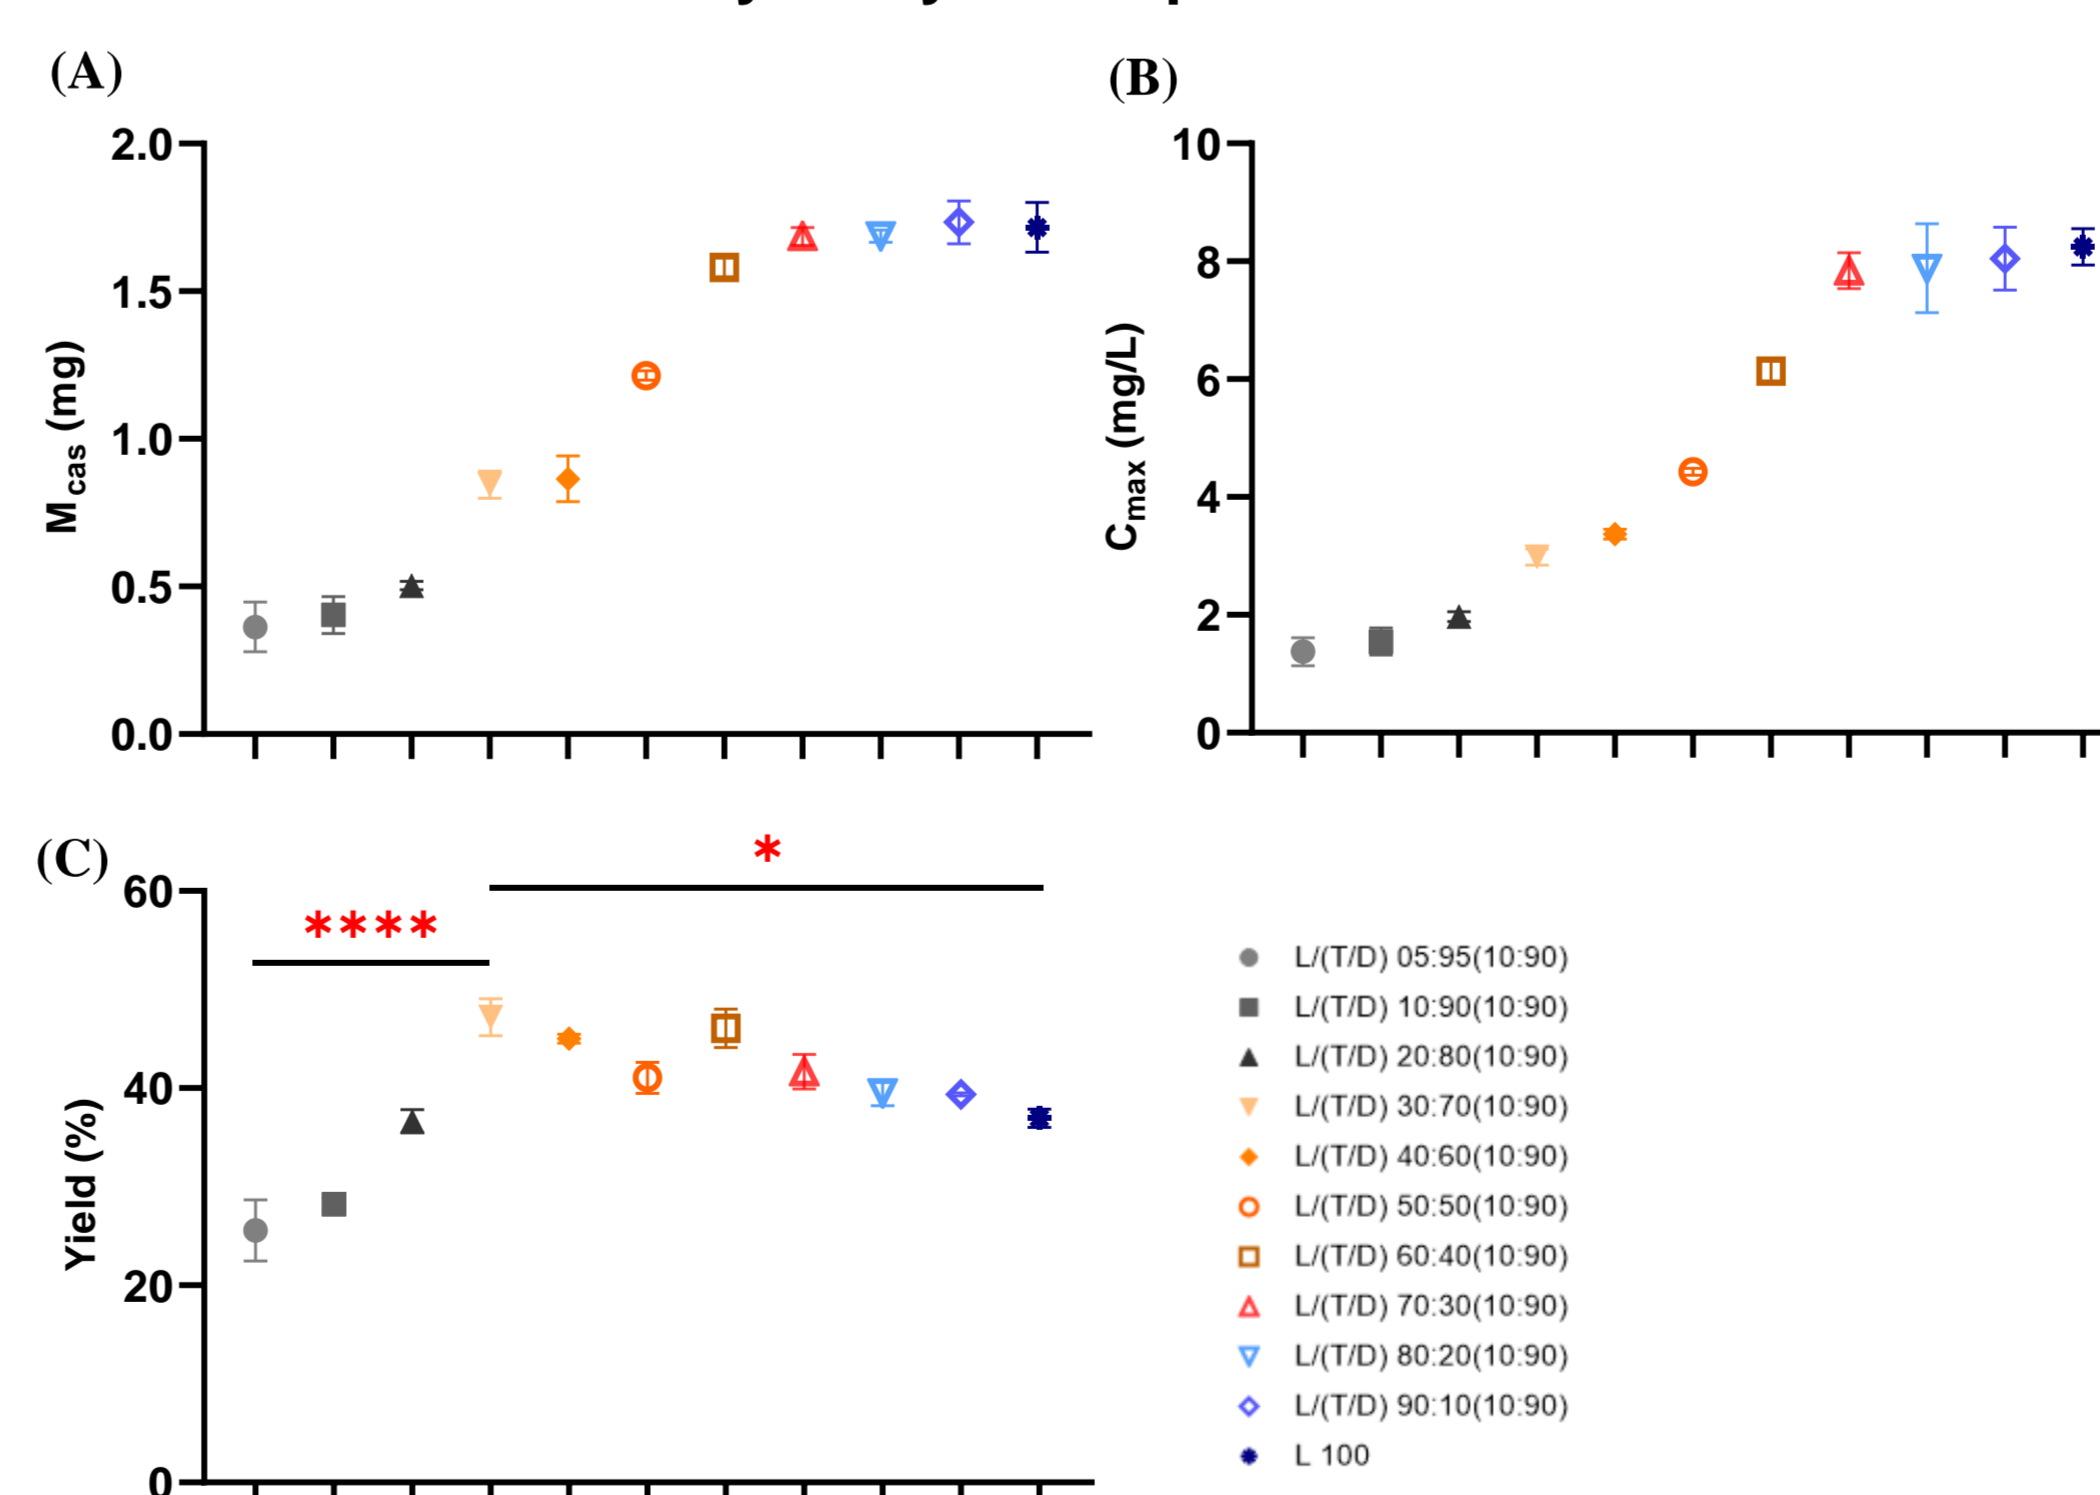 (A)
2.0
1.5
1.0
0.5
0.0
Mcas (mg)
(B)
10
8
6
4
2
0
Cmax (mg/L)
(C)
60
40
20
0
Yield (%)
****
*
L/(T/D) 05:95(10:90)
L/(T/D) 10:90(10:90)
L/(T/D) 20:80(10:90)
L/(T/D) 30:70(10:90)
L/(T/D) 40:60(10:90)
L/(T/D) 50:50(10:90)
L/(T/D) 60:40(10:90)
L/(T/D) 70:30(10:90)
L/(T/D) 80:20(10:90)
L/(T/D) 90:10(10:90)
L 100